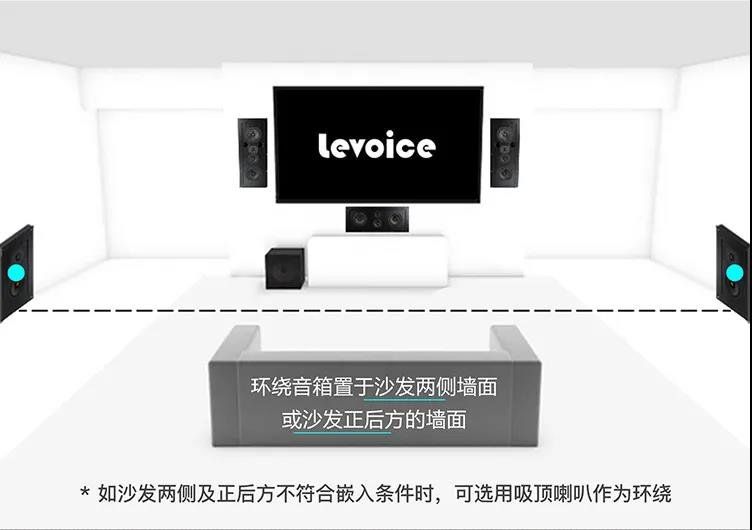 Levoice
环绕音箱置于沙发两侧墙面
或沙发正后方的墙面
* 如沙发两侧及正后方不符合嵌入条件时，可选用吸顶喇叭作为环绕